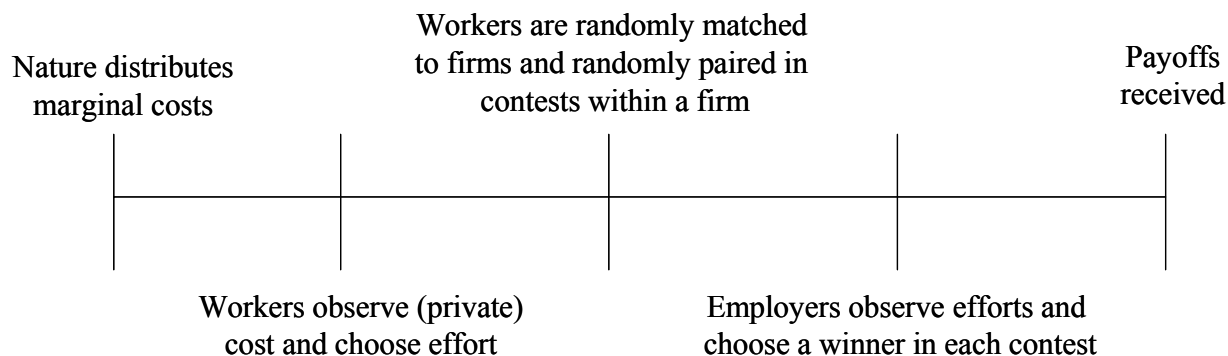 Nature distributes
marginal costs
Workers observe (private)
cost and choose effort
Workers are randomly matched
to firms and randomly paired in
contests within a firm
Employers observe efforts and
choose a winner in each contest
Payoffs
received